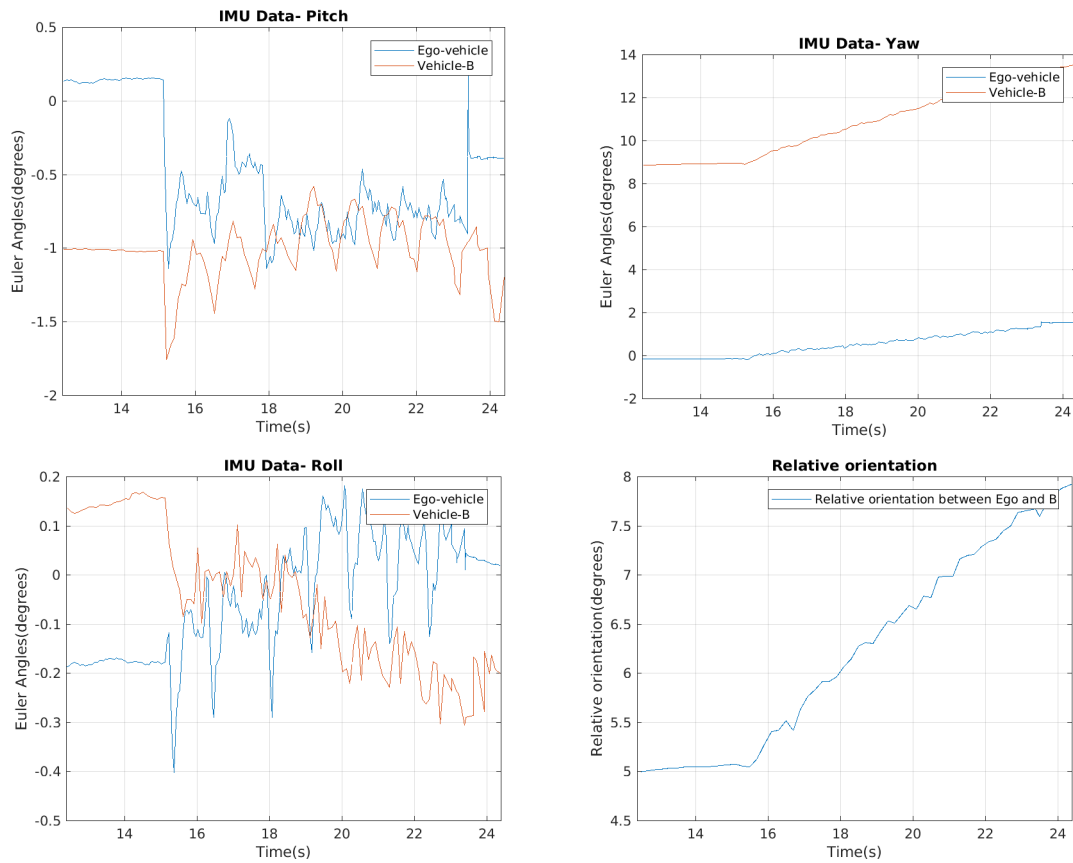 IMU Data- Pitch
Ego-vehicle
Vehicle-B
0.5
0
-0.5
-1
-1.5
-2
Euler Angles(degrees)
14 16 18 20 22 24
Time(s)
IMU Data- Yaw
Ego-vehicle
Vehicle-B
14
12
10
8
6
4
2
0
-2
Euler Angles(degrees)
14 16 18 20 22 24
Time(s)
IMU Data- Roll
Ego-vehicle
Vehicle-B
0.2
0.1
0
-0.1
-0.2
-0.3
-0.4
-0.5
Euler Angles(degrees)
14 16 18 20 22 24
Time(s)
Relative orientation
Relative orientation between Ego and B
8
7.5
7
6.5
6
5.5
5
4.5
Relative orientation(degrees)
14 16 18 20 22 24
Time(s)